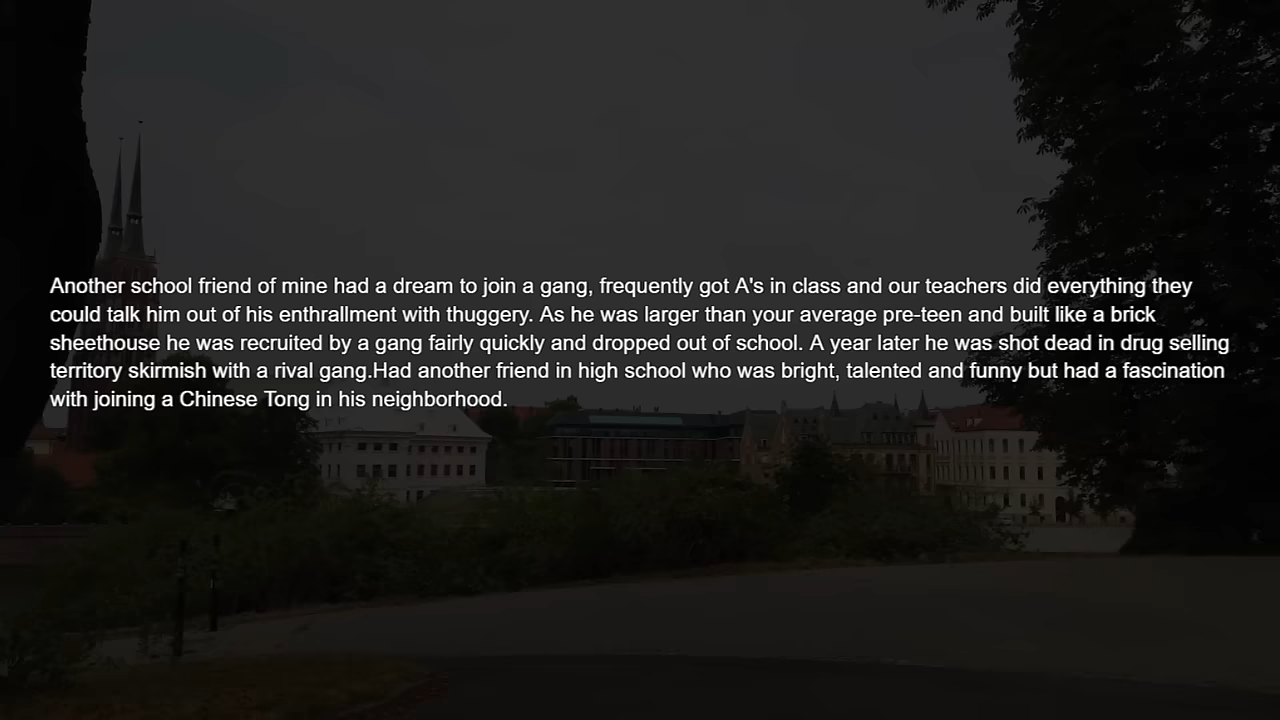 Another school friend of mine had a dream to join a gang, frequently got A's in class and our teachers did everything they
could talk him out of his enthrallment with thuggery. As he was larger than your average pre-teen and built like a brick
sheethouse he was recruited by a gang fairly quickly and dropped out of school. A year later he was shot dead in drug selling
territory skirmish with a rival gang.Had another friend in high school who was bright, talented and funny but had a fascination
with joining a Chinese Tong in his neighborhood.